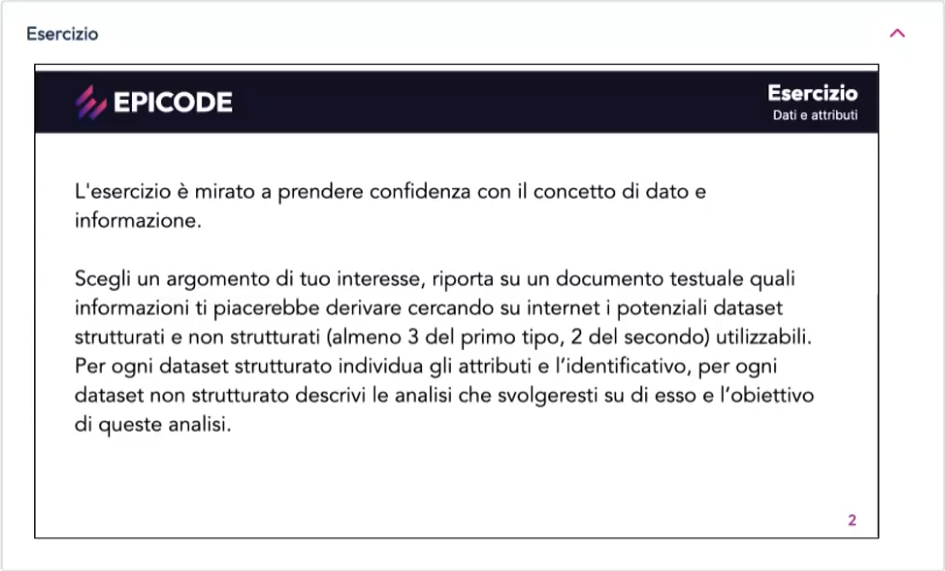 Esercizio
EPICODE
Esercizio
Dati e attributi
L'esercizio è mirato a prendere confidenza con il concetto di dato e
informazione.
Scegli un argomento di tuo interesse, riporta su un documento testuale quali
informazioni ti piacerebbe derivare cercando su internet i potenziali dataset
strutturati e non strutturati (almeno 3 del primo tipo, 2 del secondo) utilizzabili.
Per ogni dataset strutturato individua gli attributi e l’identificativo, per ogni
dataset non strutturato descrivi le analisi che svolgeresti su di esso e l’obiettivo
di queste analisi.
2